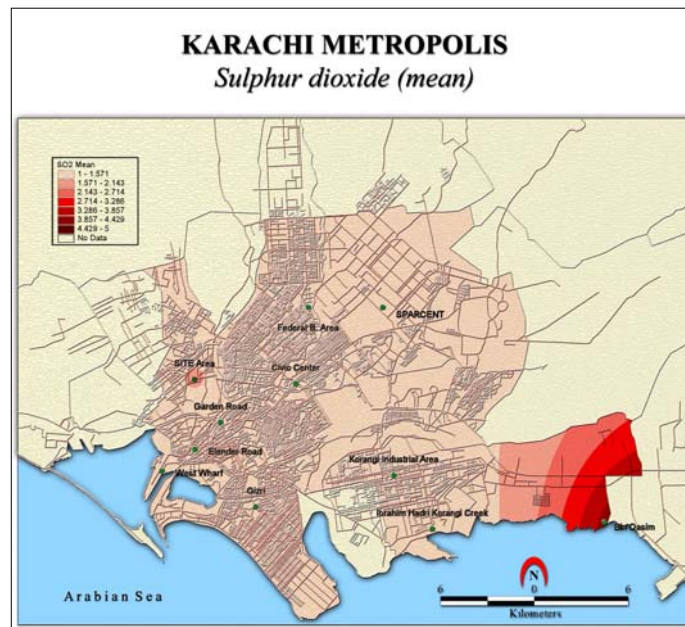 KARACHI METROPOLIS
Sulphur dioxide (mean)
SO2 Mean
1 - 1.571
1.571 - 2.143
2.143 - 2.714
2.714 - 3.286
3.286 - 3.857
3.857 - 4.429
4.429 - 5
No Data
Federal B. Area
SPARCENT
SITE Area
Civic Center
Garden Road
Elender Road
Korangi Industrial Area
West Wharf
Gizri
Ibrahim Hadri Korangi Creek
Bin Qasim
Arabian Sea
N
6 0 6
Kilometers